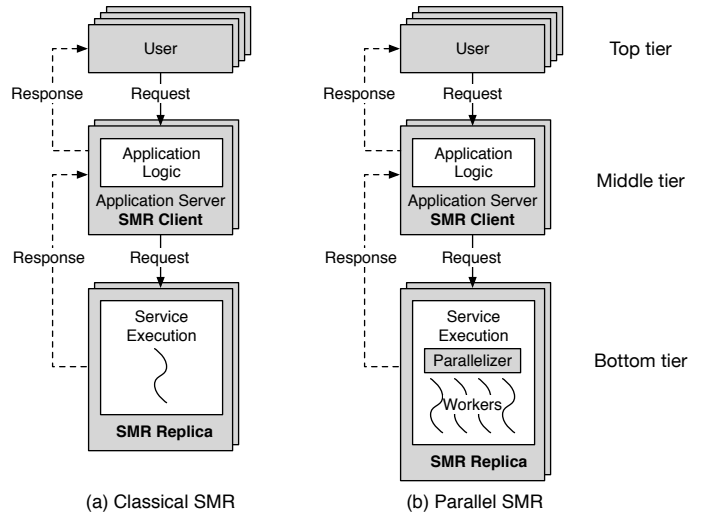 User
Response
Request
Application
Logic
Application Server
SMR Client
Response
Request
Service
Execution
SMR Replica
(a) Classical SMR
User
Response
Request
Application
Logic
Application Server
SMR Client
Response
Request
Service
Execution
Parallelizer
Workers
SMR Replica
(b) Parallel SMR
Top tier
Middle tier
Bottom tier